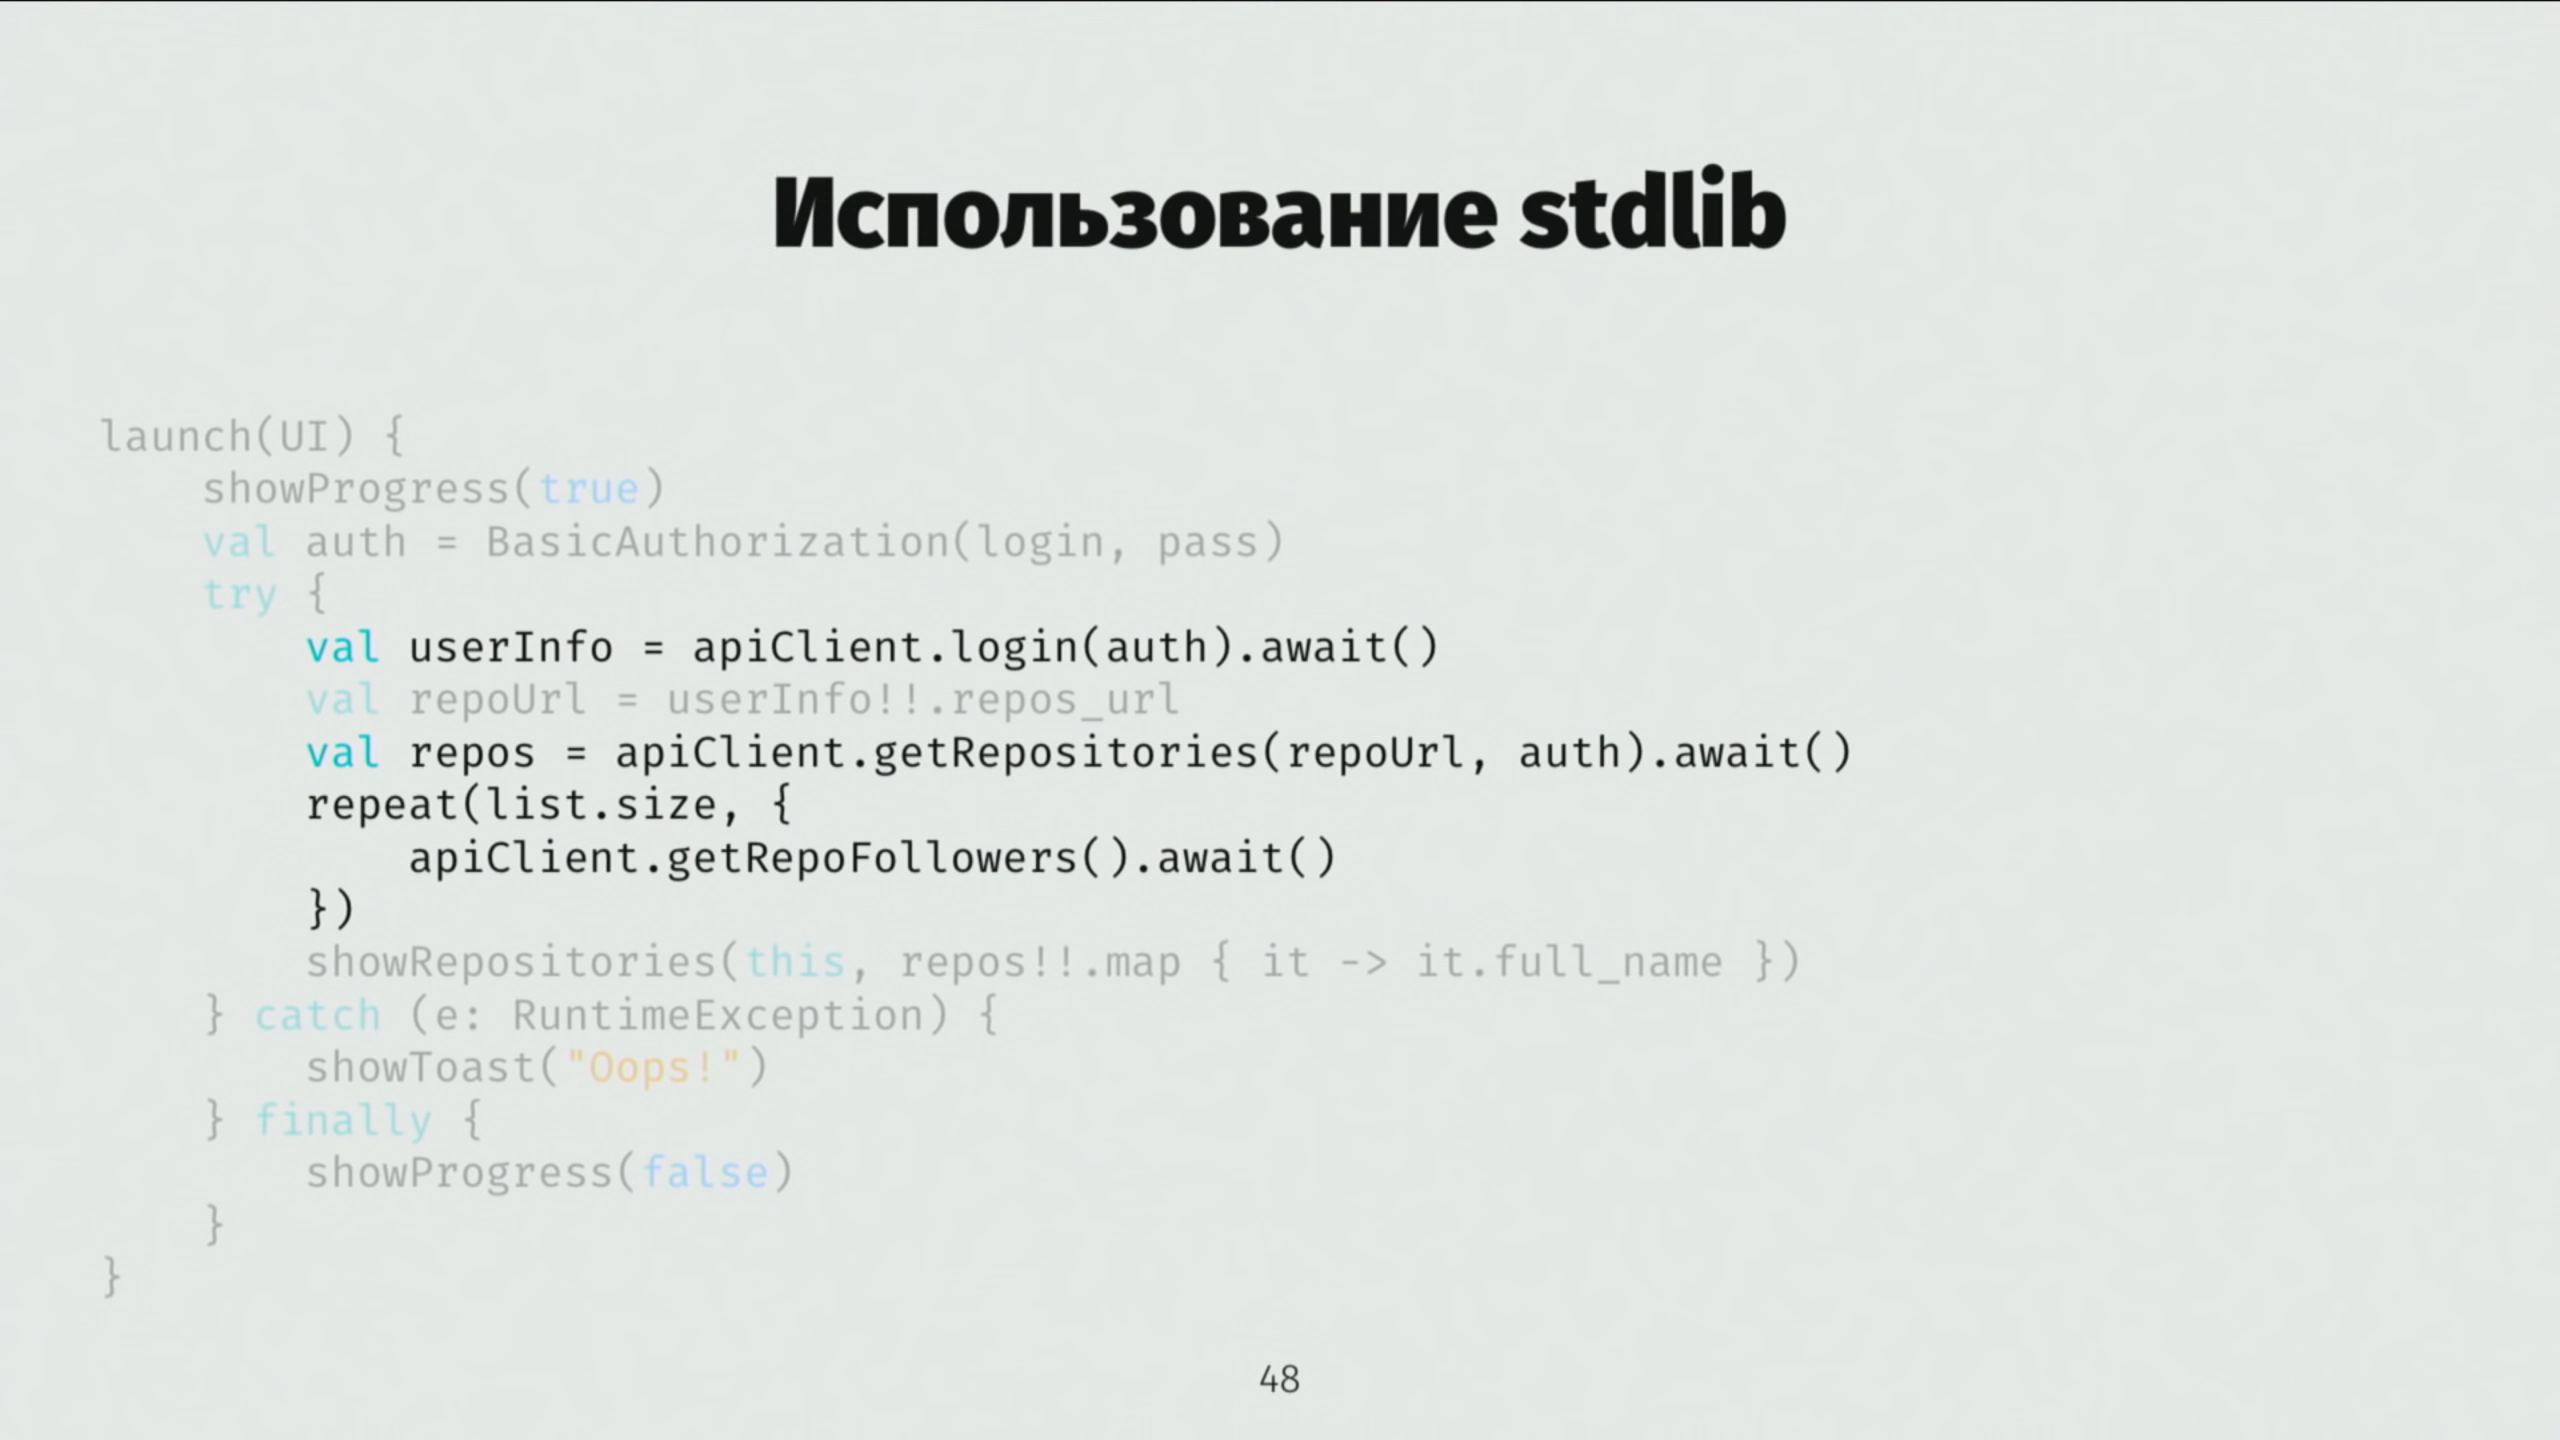 Использование stdlib
launch(UI) {
    showProgress(true)
    val auth = BasicAuthorization(login, pass)
    try {
        val userInfo = apiClient.login(auth).await()
        val repoUrl = userInfo!!.repos_url
        val repos = apiClient.getRepositories(repoUrl, auth).await()
        repeat(list.size, {
            apiClient.getRepoFollowers().await()
        })
        showRepositories(this, repos!!.map { it -> it.full_name })
    } catch (e: RuntimeException) {
        showToast("Oops!")
    } finally {
        showProgress(false)
    }
}
48